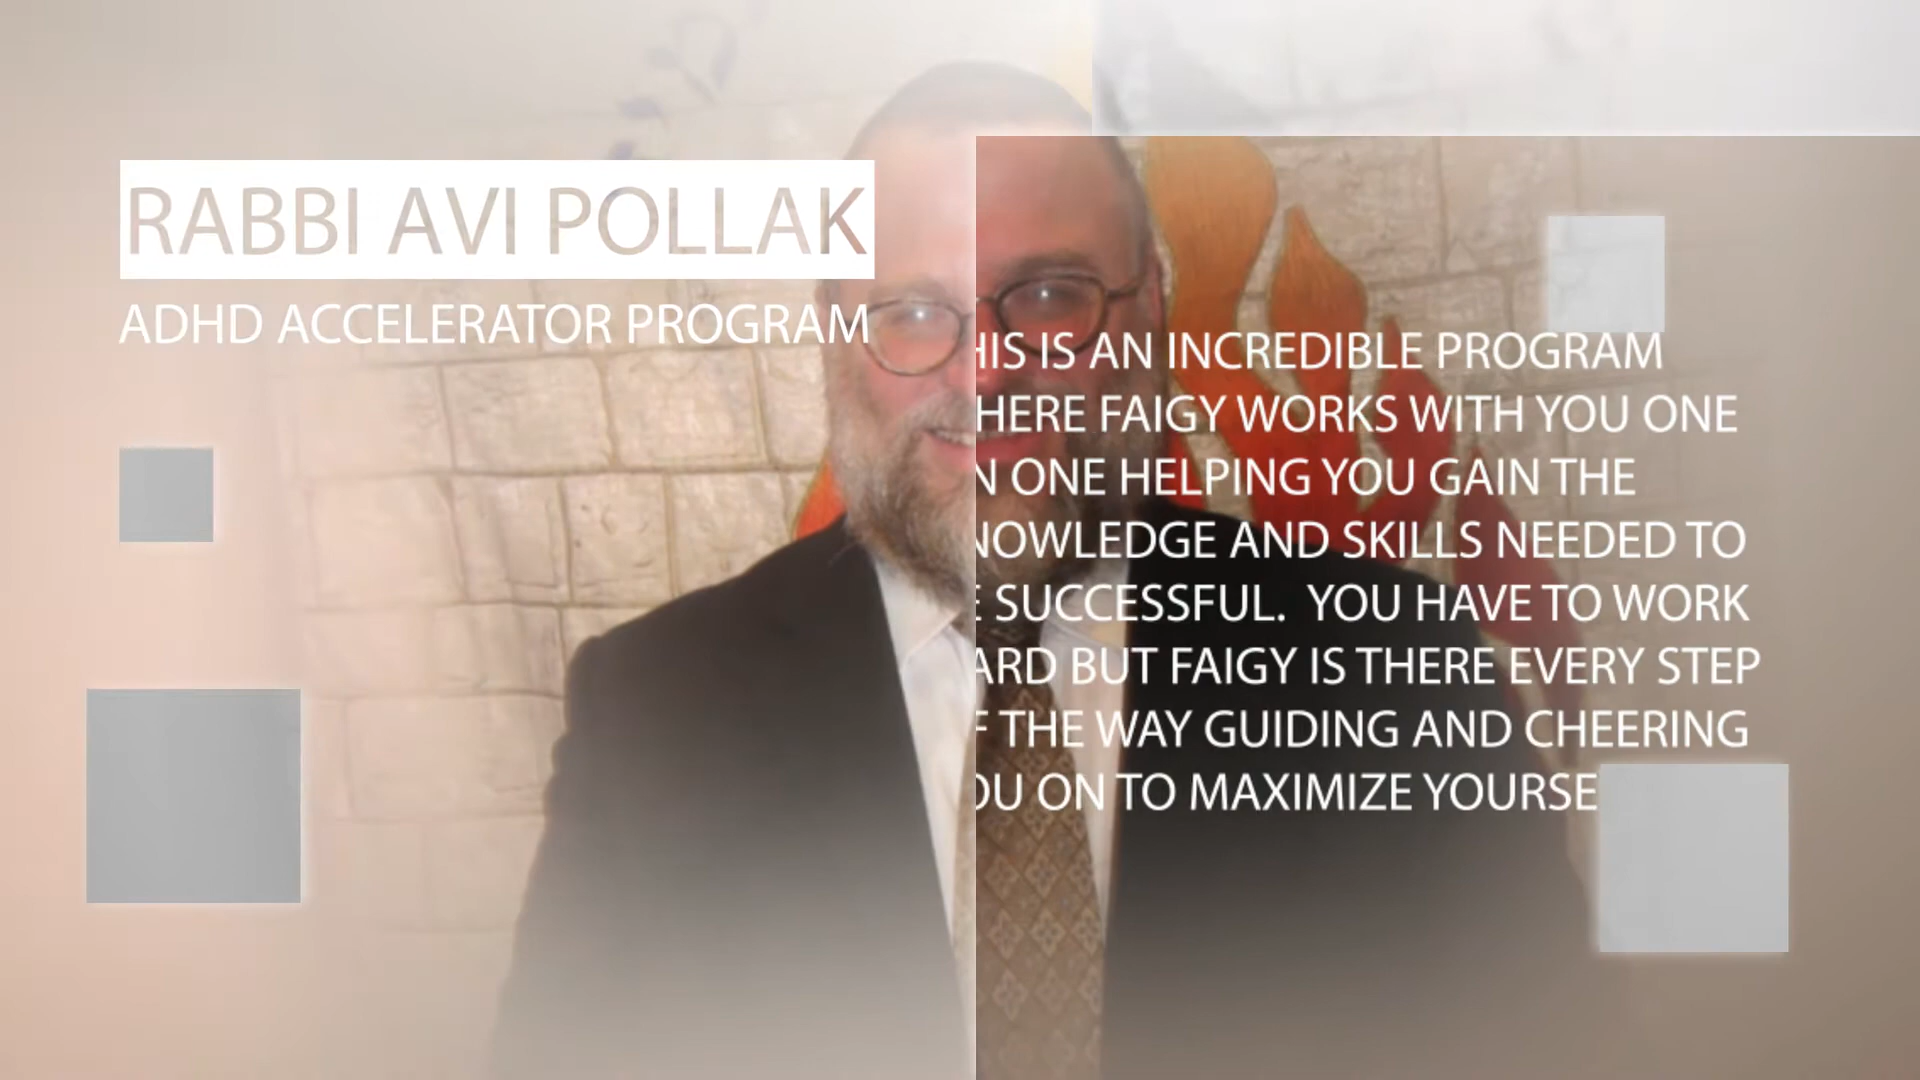 RABBI AVI POLLAK
ADHD ACCELERATOR PROGRAM
HIS IS AN INCREDIBLE PROGRAM
HERE FAIGY WORKS WITH YOU ONE
N ONE HELPING YOU GAIN THE
NOWLEDGE AND SKILLS NEEDED TO
E SUCCESSFUL. YOU HAVE TO WORK
ARD BUT FAIGY IS THERE EVERY STEP
F THE WAY GUIDING AND CHEERING
OU ON TO MAXIMIZE YOURSE